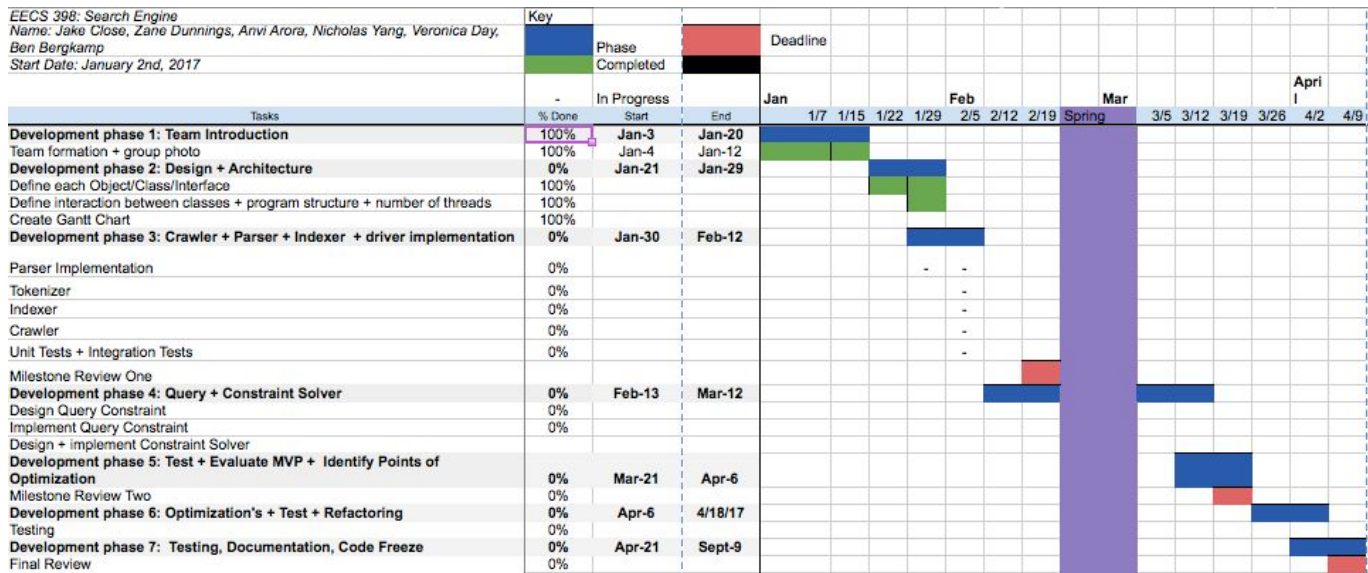 EECS 398: Search Engine Key
Name: Jake Close, Zane Dunnings, Anvi Arora, Nicholas Yang, Veronica Day,
Ben Bergkamp Phase Deadline
Start Date: January 2nd, 2017 Completed
- In Progress Jan Feb Mar Apri
l
Tasks % Done Start End 1/7 1/15 1/22 1/29 2/5 2/12 2/19 Spring 3/5 3/12 3/19 3/26 4/2 4/9
Development phase 1: Team Introduction 100% Jan-3 Jan-20
Team formation + group photo 100% Jan-4 Jan-12
Development phase 2: Design + Architecture 0% Jan-21 Jan-29
Define each Object/Class/Interface 100%
Define interaction between classes + program structure + number of threads 100%
Create Gantt Chart 100%
Development phase 3: Crawler + Parser + Indexer + driver implementation 0% Jan-30 Feb-12
Parser Implementation 0% - -
Tokenizer 0% -
Indexer 0% -
Crawler 0% -
Unit Tests + Integration Tests 0% -
Milestone Review One
Development phase 4: Query + Constraint Solver 0% Feb-13 Mar-12
Design Query Constraint 0%
Implement Query Constraint 0%
Design + implement Constraint Solver
Development phase 5: Test + Evaluate MVP + Identify Points of
Optimization 0% Mar-21 Apr-6
Milestone Review Two 0%
Development phase 6: Optimization's + Test + Refactoring 0% Apr-6 4/18/17
Testing 0%
Development phase 7: Testing, Documentation, Code Freeze 0% Apr-21 Sept-9
Final Review 0%